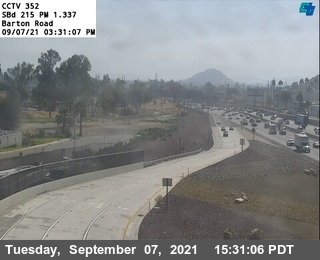 CCTV 352
SBd 215 PM 1.337
Barton Road
09/07/21 03:31:07 PM
Tuesday, September 07, 2021 15:31:06 PDT